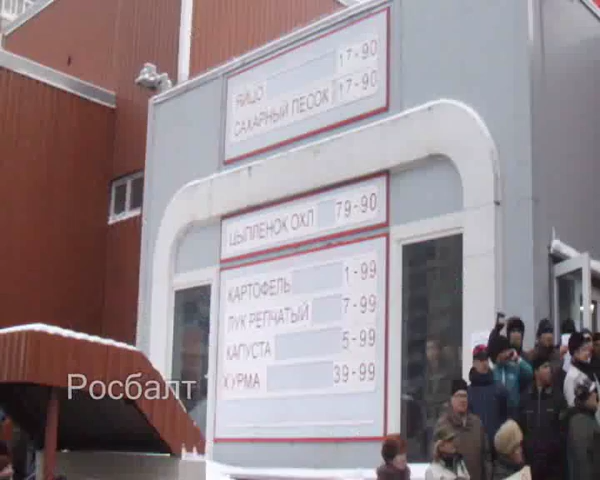 ЯЙЦО 17-90
САХАРНЫЙ ПЕСОК 17-90
ЦЫПЛЕНОК ОХЛ 79-90
КАРТОФЕЛЬ 1-99
ЛУК РЕПЧАТЫЙ 7-99
КАПУСТА 5-99
ХУРМА 39-99
Росбалт